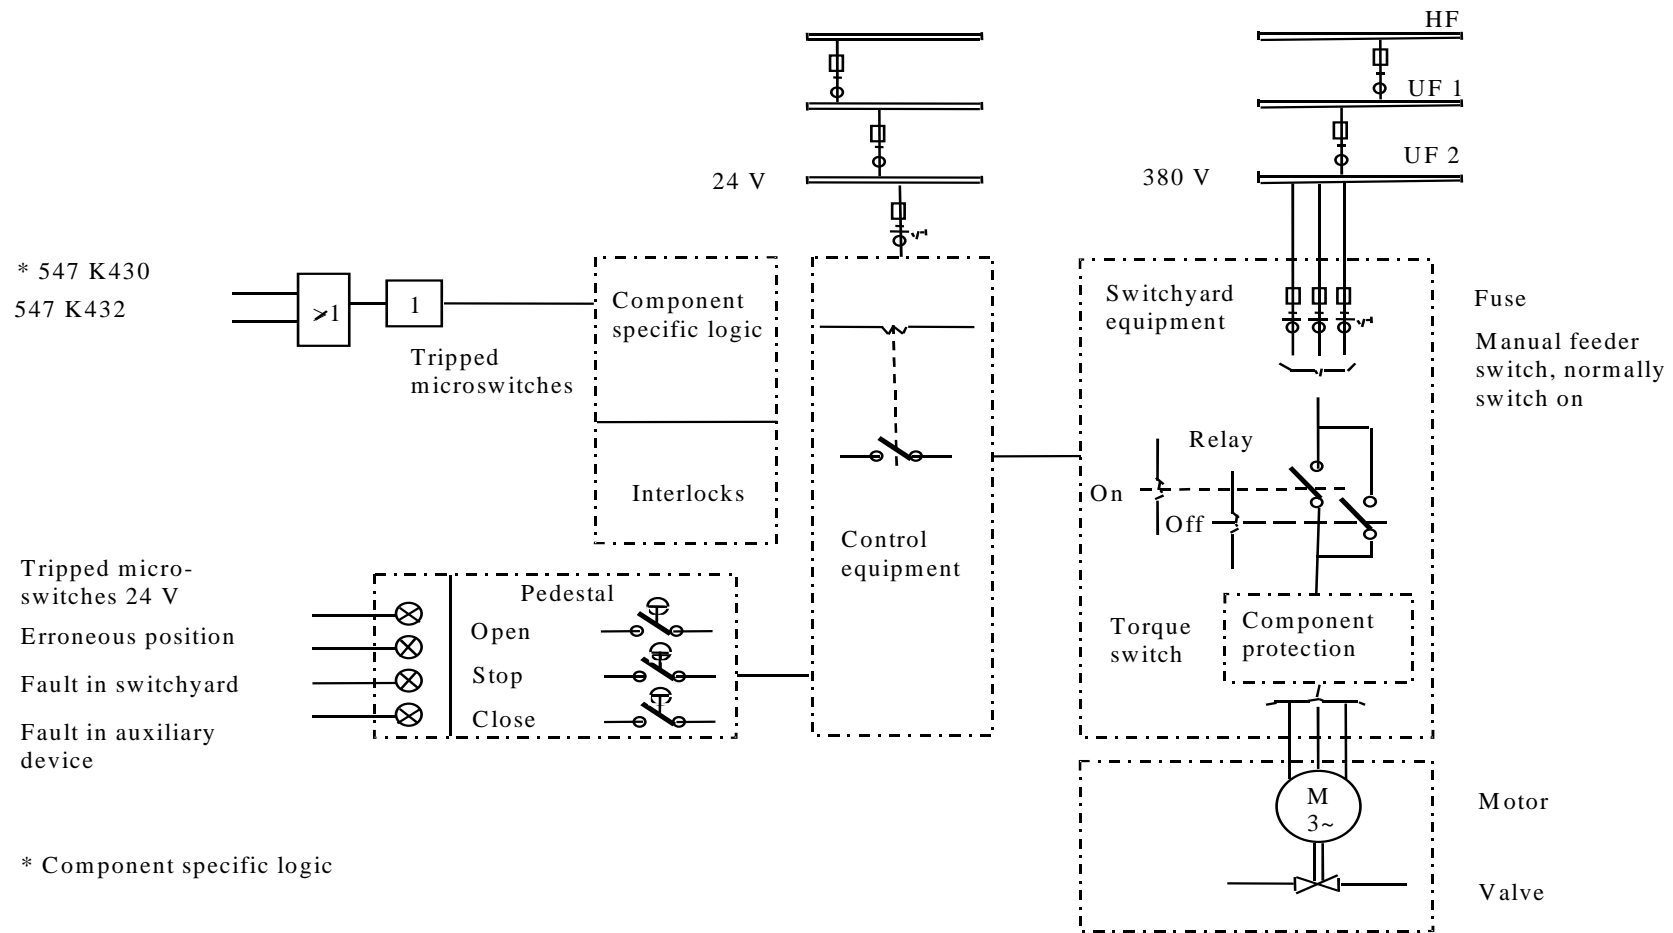 HF
UF 1
UF 2
24 V
380 V
* 547 K430
547 K432
>1
1
Tripped
microswitches
Component
specific logic
Interlocks
Switchyard
equipment
Fuse
Manual feeder
switch, normally
switch on
Relay
On
Off
Control
equipment
Tripped micro-
switches 24 V
Erroneous position
Fault in switchyard
Fault in auxiliary
device
Pedestal
Open
Stop
Close
Torque
switch
Component
protection
M
3~
Motor
Valve
* Component specific logic